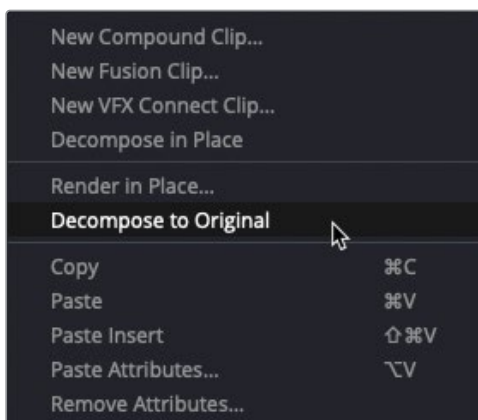 New Compound Clip...
New Fusion Clip...
New VFX Connect Clip...
Decompose in Place
Render in Place...
Decompose to Original
Copy ⌘C
Paste ⌘V
Paste Insert ⇧⌘V
Paste Attributes... ⌥V
Remove Attributes...